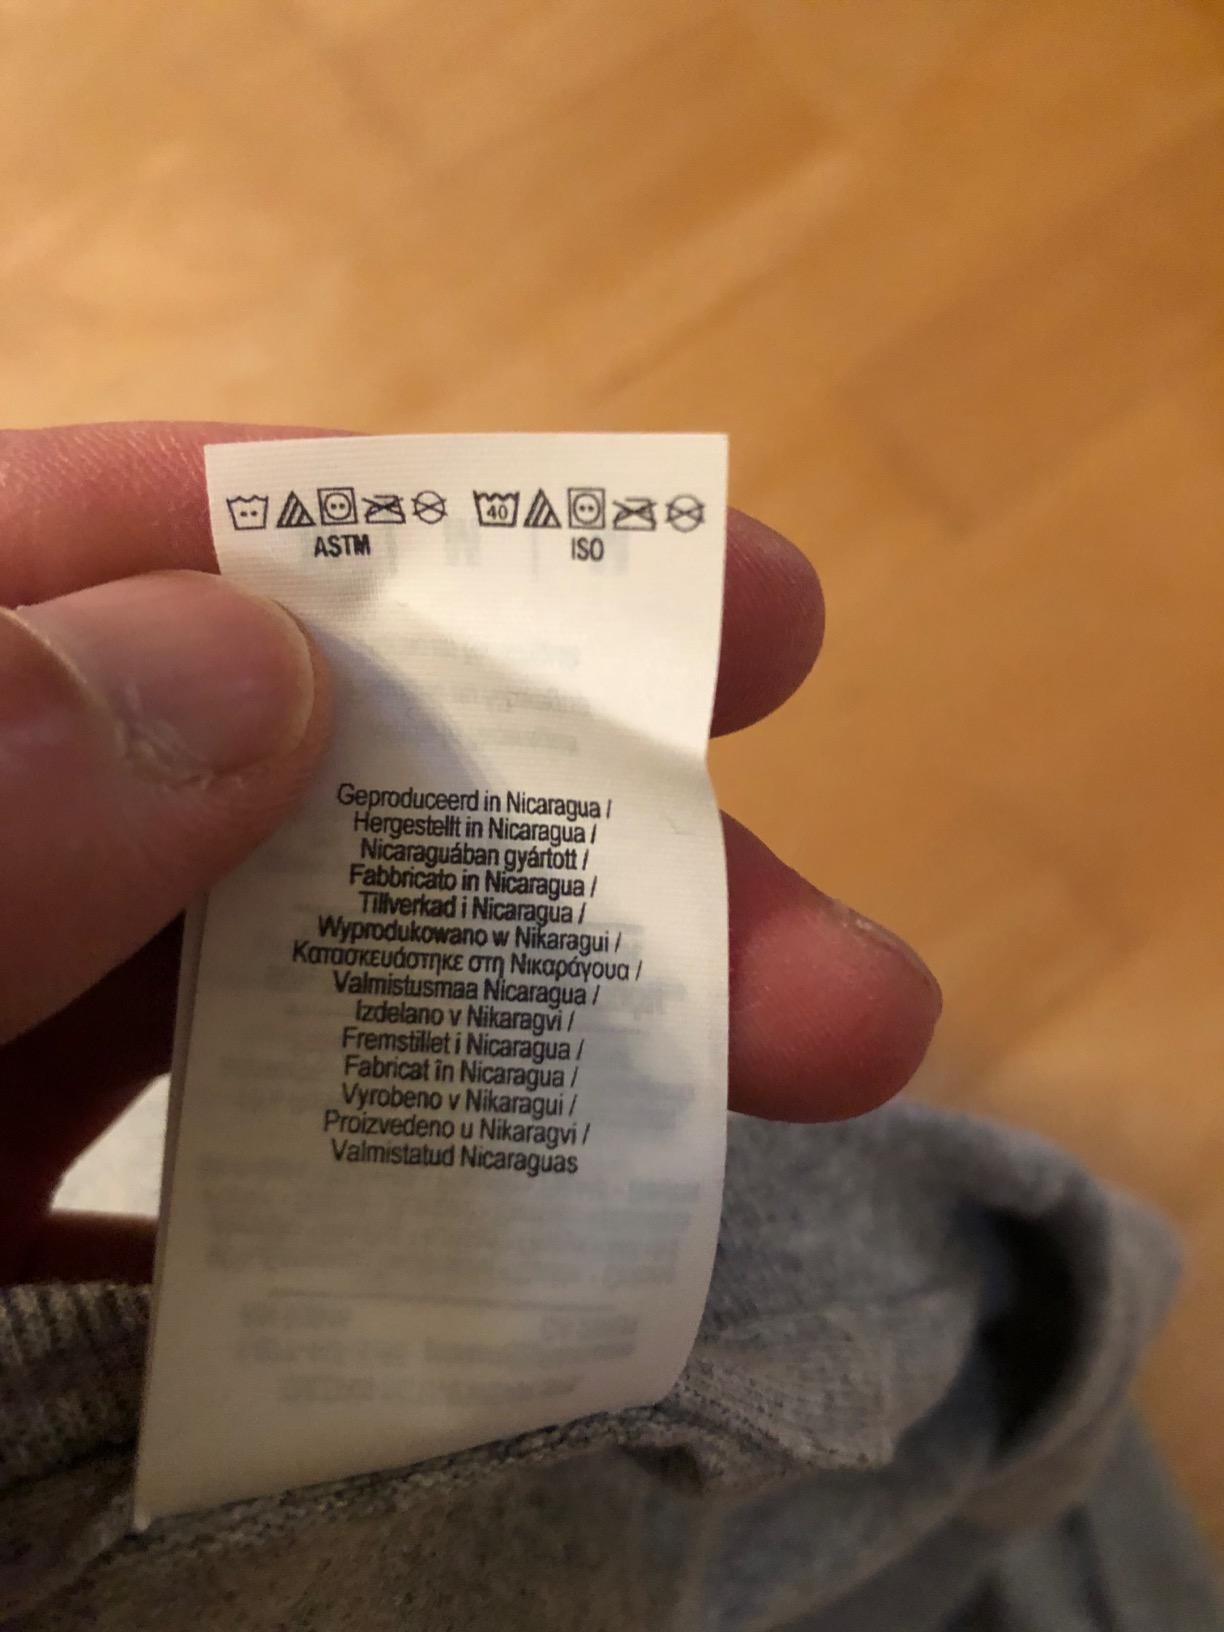 40
ASTM ISO
Geproduceerd in Nicaragua /
Hergestellt in Nicaragua /
Nicaraguában gyártott /
Fabbricato in Nicaragua /
Tillverkad i Nicaragua /
Wyprodukowano w Nikaragui /
Κατασκευάστηκε στη Νικαράγουα /
Valmistusmaa Nicaragua /
Izdelano v Nikaragvi /
Fremstillet i Nicaragua /
Fabricat în Nicaragua /
Vyrobeno v Nikaragui /
Proizvedeno u Nikaragvi /
Valmistatud Nicaraguas